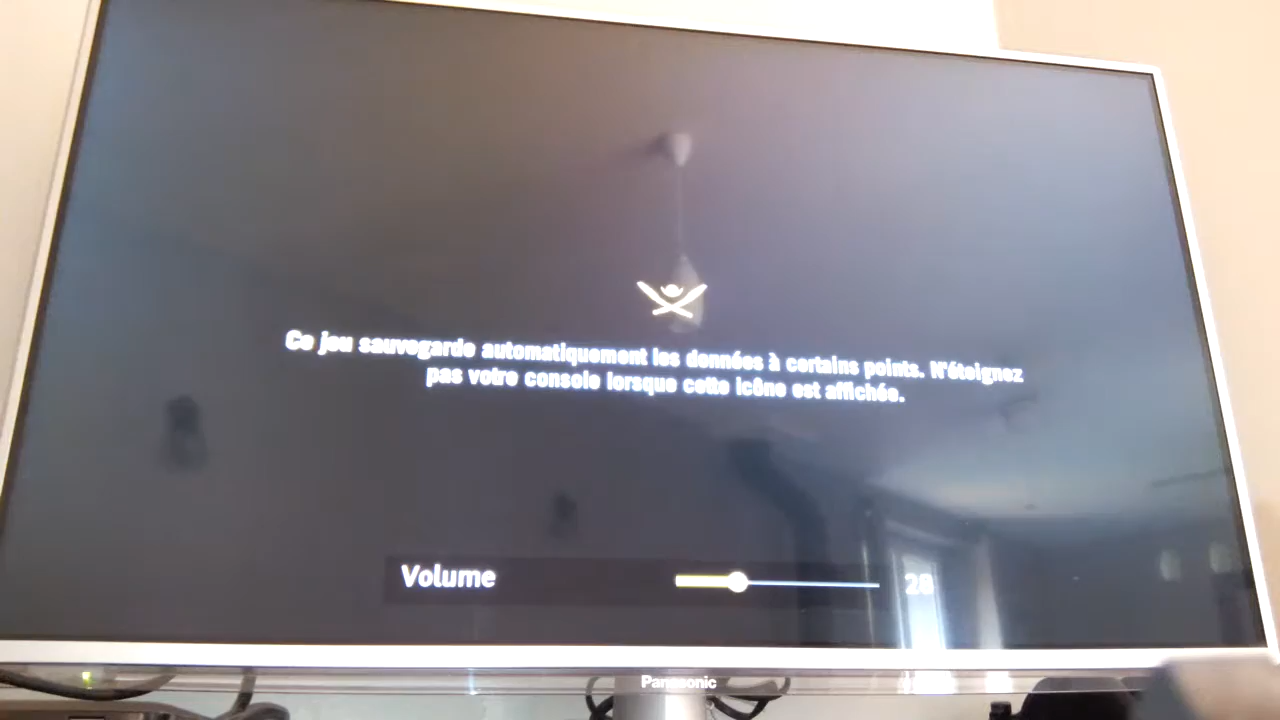 Ce jeu sauvegarde automatiquement les données à certains points. N'éteignez
pas votre console lorsque cette icône est affichée.
Volume
Panasonic